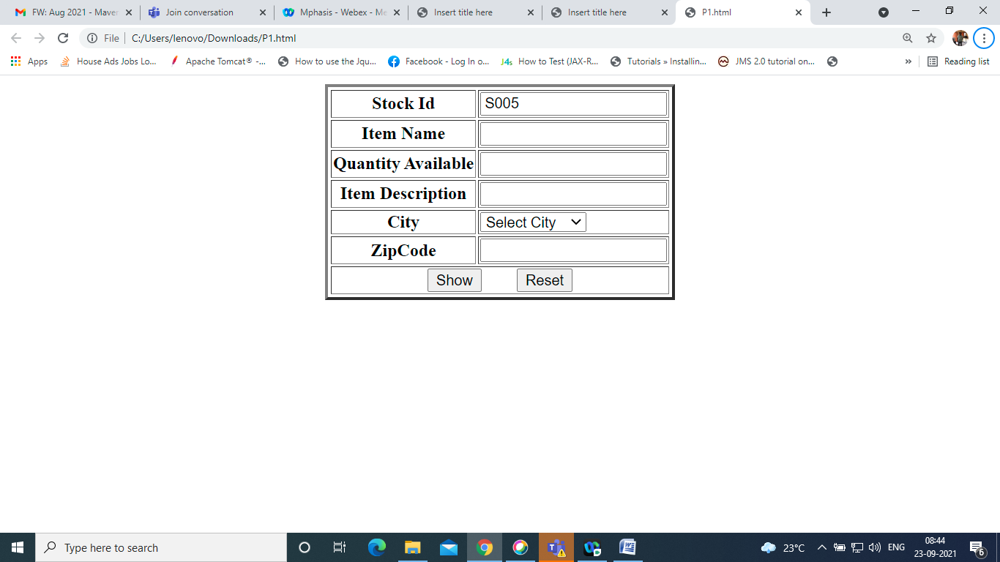 FW: Aug 2021 - Maver
Join conversation
Mphasis - Webex - Me
Insert title here
Insert title here
P1.html
File C:/Users/lenovo/Downloads/P1.html
Apps
House Ads Jobs Lo...
Apache Tomcat® -...
How to use the Jqu...
Facebook - Log In o...
J4s How to Test (JAX-R...
Tutorials » Installin...
JMS 2.0 tutorial on...
» Reading list
Stock Id S005
Item Name
Quantity Available
Item Description
City Select City
ZipCode
Show Reset
Type here to search
23°C
ENG
08:44
23-09-2021
6